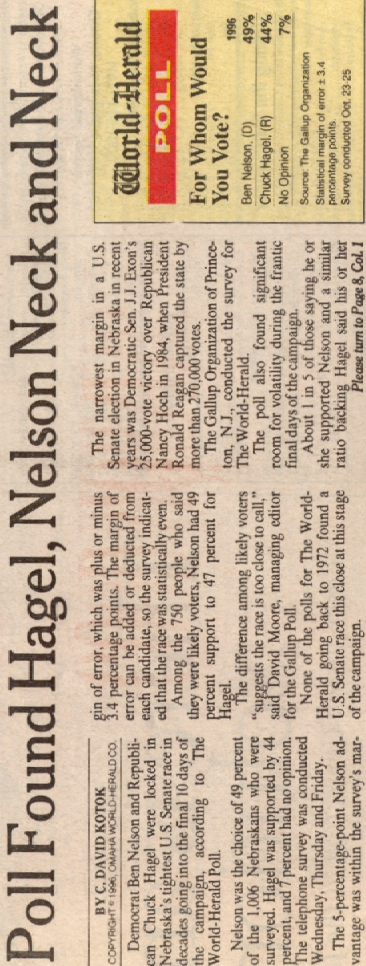 Poll Found Hagel, Nelson Neck and Neck
BY C. DAVID KOTOK
COPYRIGHT © 1996, OMAHA WORLD-HERALD CO.
Democrat Ben Nelson and Republi-
can Chuck Hagel were locked in
Nebraska's tightest U.S. Senate race in
decades going into the final 10 days of
the campaign, according to The
World-Herald Poll.
Nelson was the choice of 49 percent
of the 1,006 Nebraskans who were
surveyed. Hagel was supported by 44
percent, and 7 percent had no opinion.
The telephone survey was conducted
Wednesday, Thursday and Friday.
The 5-percentage-point Nelson ad-
vantage was within the survey's mar-
gin of error, which was plus or minus
3.4 percentage points. The margin of
error can be added or deducted from
each candidate, so the survey indicat-
ed that the race was statistically even.
Among the 750 people who said
they were likely voters, Nelson had 49
percent support to 47 percent for
Hagel.
The difference among likely voters
"suggests the race is too close to call,"
said David Moore, managing editor
for the Gallup Poll.
None of the polls for The World-
Herald going back to 1972 found a
U.S. Senate race this close at this stage
of the campaign.
The narrowest margin in a U.S.
Senate election in Nebraska in recent
years was Democratic Sen. J.J. Exon's
25,000-vote victory over Republican
Nancy Hoch in 1984, when President
Ronald Reagan captured the state by
more than 270,000 votes.
The Gallup Organization of Prince-
ton, N.J., conducted the survey for
The World-Herald.
The poll also found significant
room for volatility during the frantic
final days of the campaign.
About 1 in 5 of those saying he or
she supported Nelson and a similar
ratio backing Hagel said his or her
Please turn to Page 8, Col. 1
World-Herald
POLL
For Whom Would
You Vote?
1996
Ben Nelson, (D) 49%
Chuck Hagel, (R) 44%
No Opinion 7%
Source: The Gallup Organization
Statistical margin of error ± 3.4
percentage points.
Survey conducted Oct. 23-25